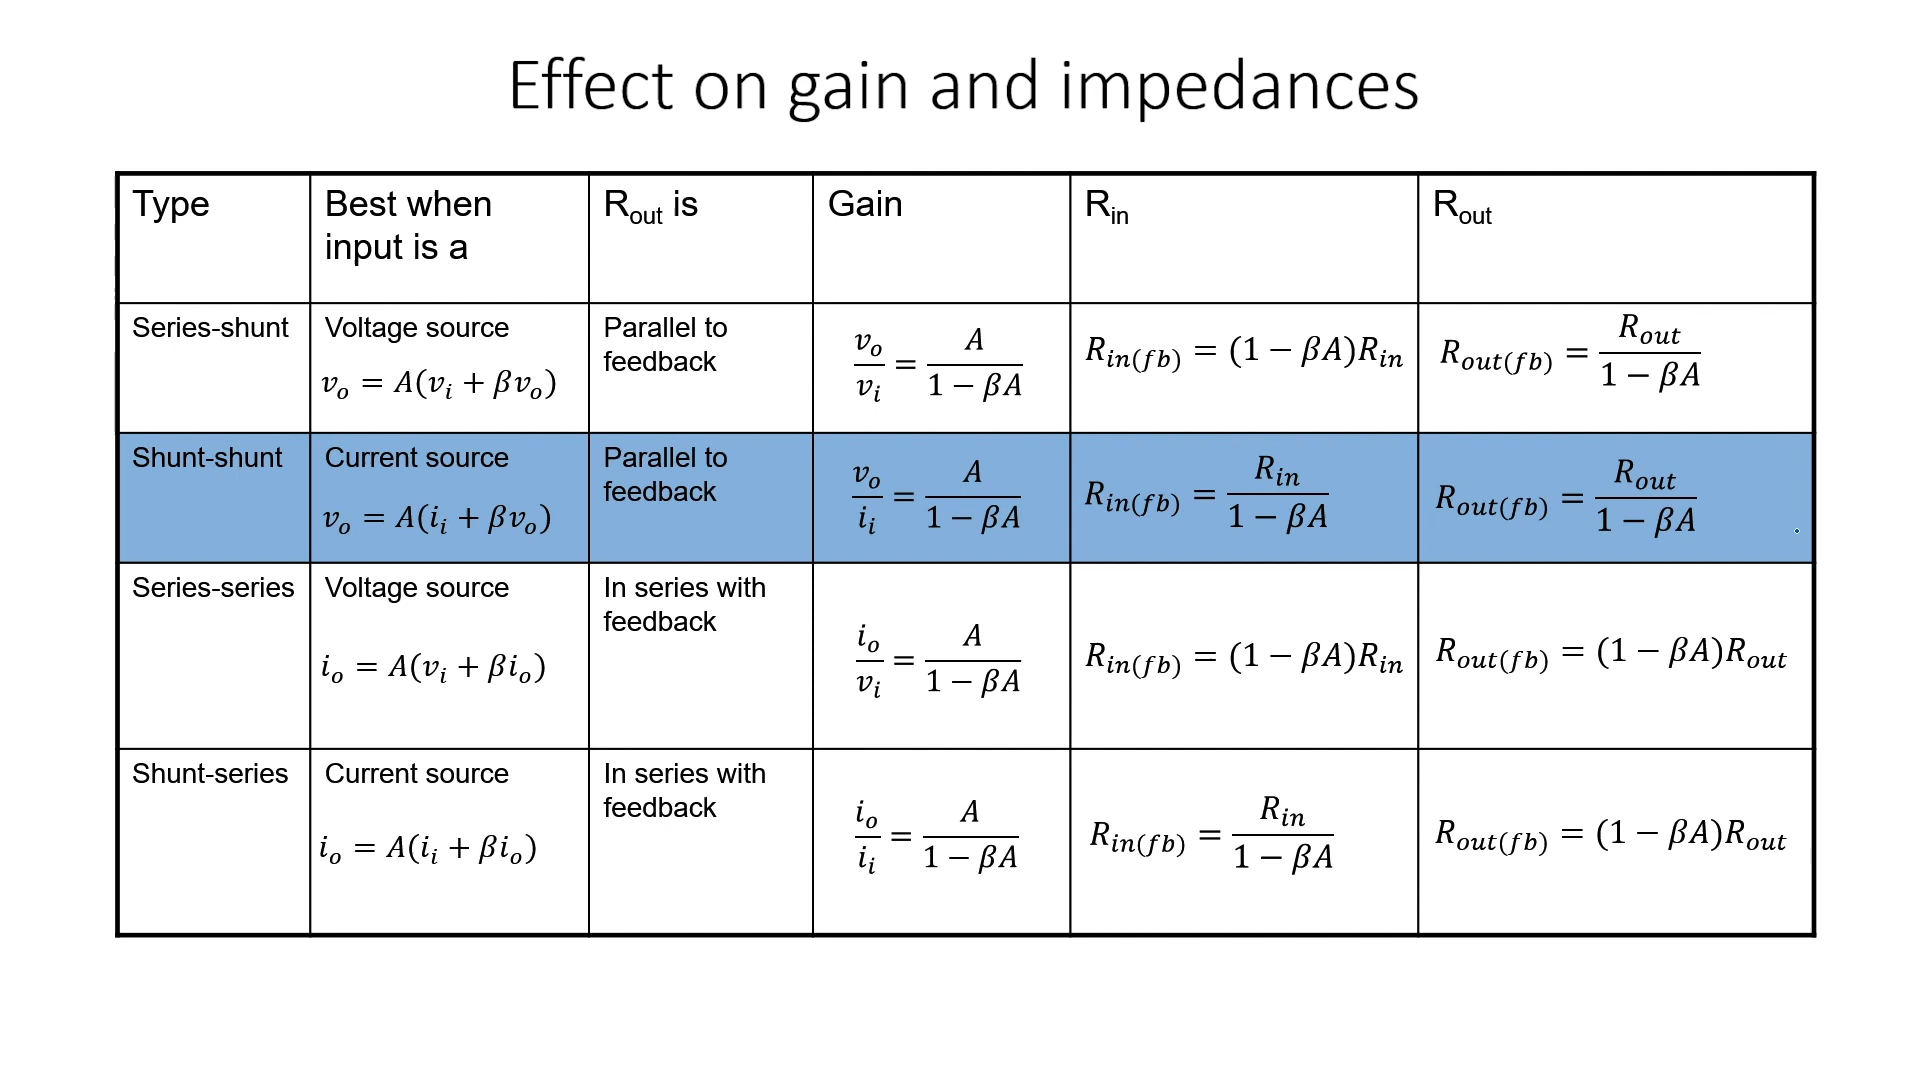 Effect on gain and impedances
Type
Best when
input is a
R_out is
Gain
R_in
R_out
Series-shunt
Voltage source
v_o = A(v_i + βv_o)
Parallel to
feedback
v_o/v_i = A/(1 − βA)
R_in(fb) = (1 − βA)R_in
R_out(fb) = R_out/(1 − βA)
Shunt-shunt
Current source
v_o = A(i_i + βv_o)
Parallel to
feedback
v_o/i_i = A/(1 − βA)
R_in(fb) = R_in/(1 − βA)
R_out(fb) = R_out/(1 − βA)
Series-series
Voltage source
i_o = A(v_i + βi_o)
In series with
feedback
i_o/v_i = A/(1 − βA)
R_in(fb) = (1 − βA)R_in
R_out(fb) = (1 − βA)R_out
Shunt-series
Current source
i_o = A(i_i + βi_o)
In series with
feedback
i_o/i_i = A/(1 − βA)
R_in(fb) = R_in/(1 − βA)
R_out(fb) = (1 − βA)R_out